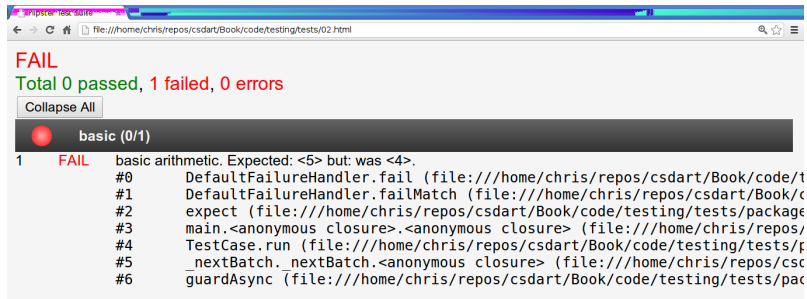 Hipster Test Suite
file:///home/chris/repos/csdart/Book/code/testing/tests/02.html
FAIL
Total 0 passed, 1 failed, 0 errors
Collapse All
basic (0/1)
1 FAIL basic arithmetic. Expected: <5> but: was <4>.
#0 DefaultFailureHandler.fail (file:///home/chris/repos/csdart/Book/code/t
#1 DefaultFailureHandler.failMatch (file:///home/chris/repos/csdart/Book/c
#2 expect (file:///home/chris/repos/csdart/Book/code/testing/tests/package
#3 main.<anonymous closure>.<anonymous closure> (file:///home/chris/repos/
#4 TestCase.run (file:///home/chris/repos/csdart/Book/code/testing/tests/p
#5 _nextBatch._nextBatch.<anonymous closure> (file:///home/chris/repos/csd
#6 guardAsync (file:///home/chris/repos/csdart/Book/code/testing/tests/pac